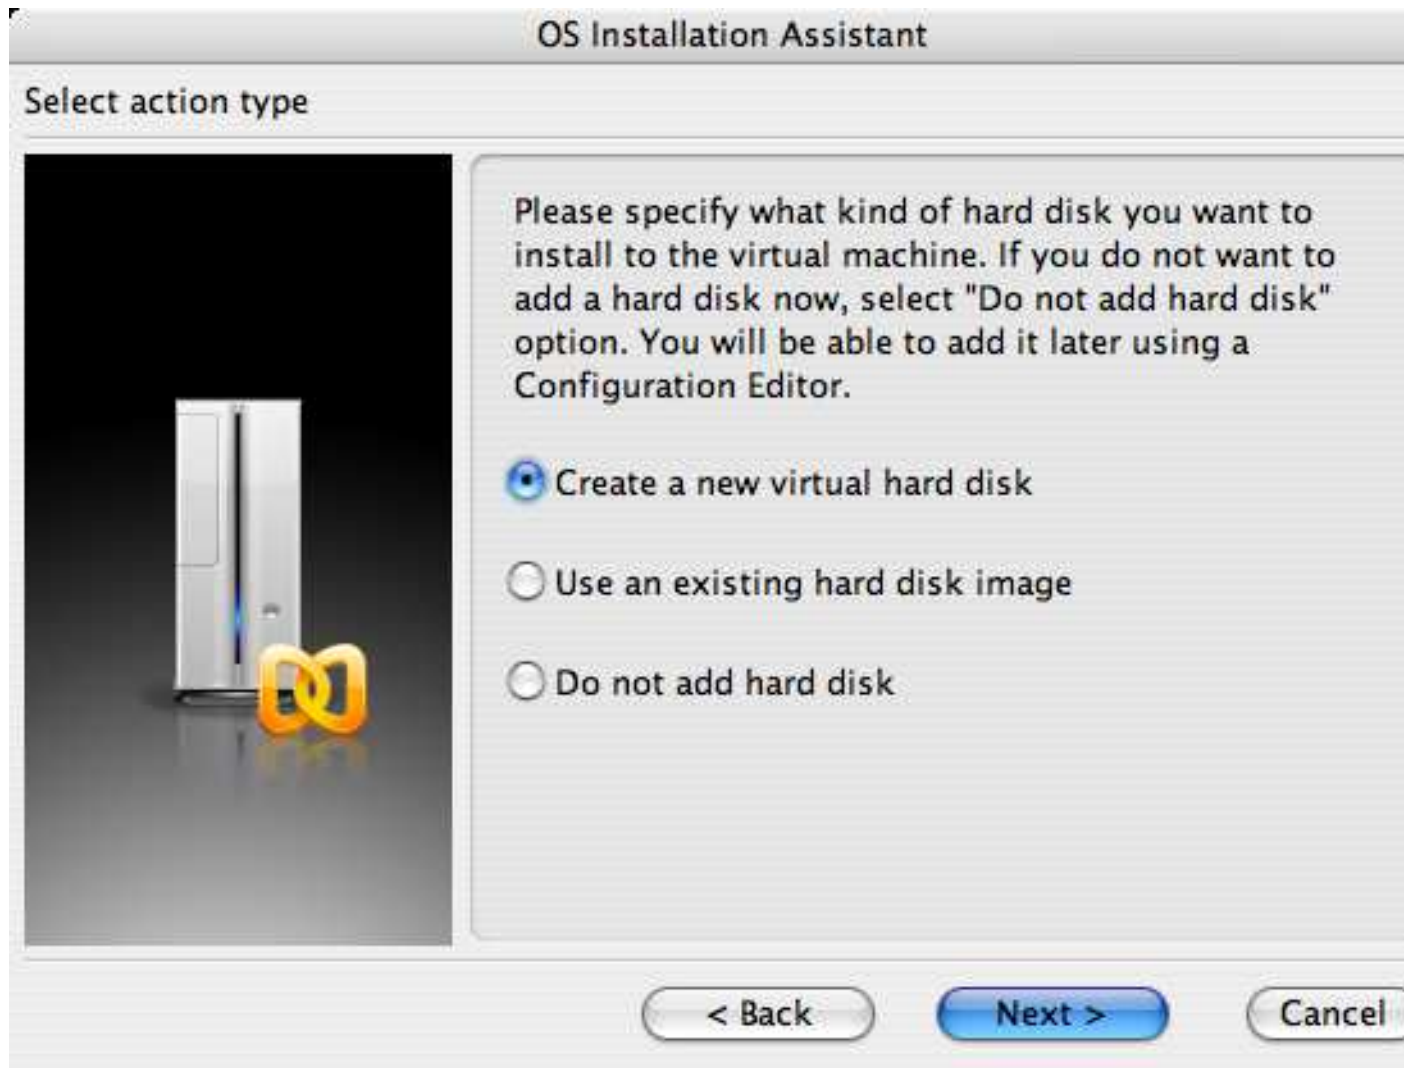 OS Installation Assistant
Select action type
Please specify what kind of hard disk you want to
install to the virtual machine. If you do not want to
add a hard disk now, select "Do not add hard disk"
option. You will be able to add it later using a
Configuration Editor.
Create a new virtual hard disk
Use an existing hard disk image
Do not add hard disk
< Back
Next >
Cancel